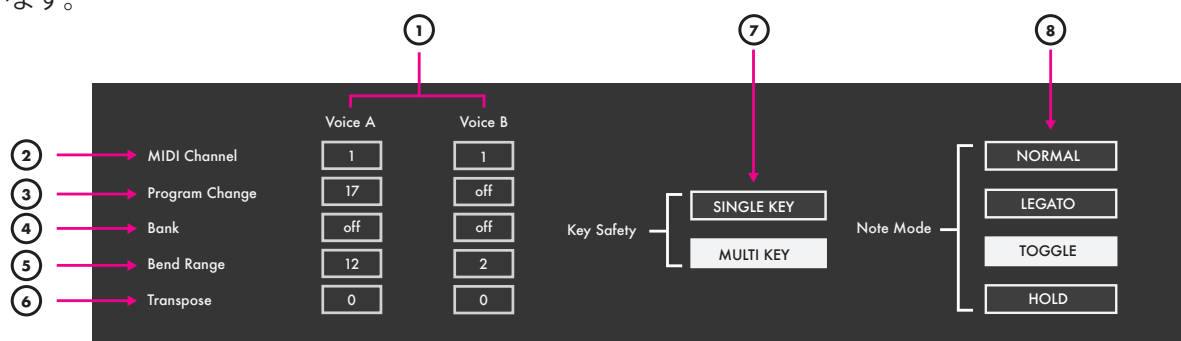 ます。
1 7 8
Voice A Voice B
2 MIDI Channel 1 1 NORMAL
3 Program Change 17 off SINGLE KEY LEGATO
4 Bank off off Key Safety Note Mode
5 Bend Range 12 2 MULTI KEY TOGGLE
6 Transpose 0 0 HOLD